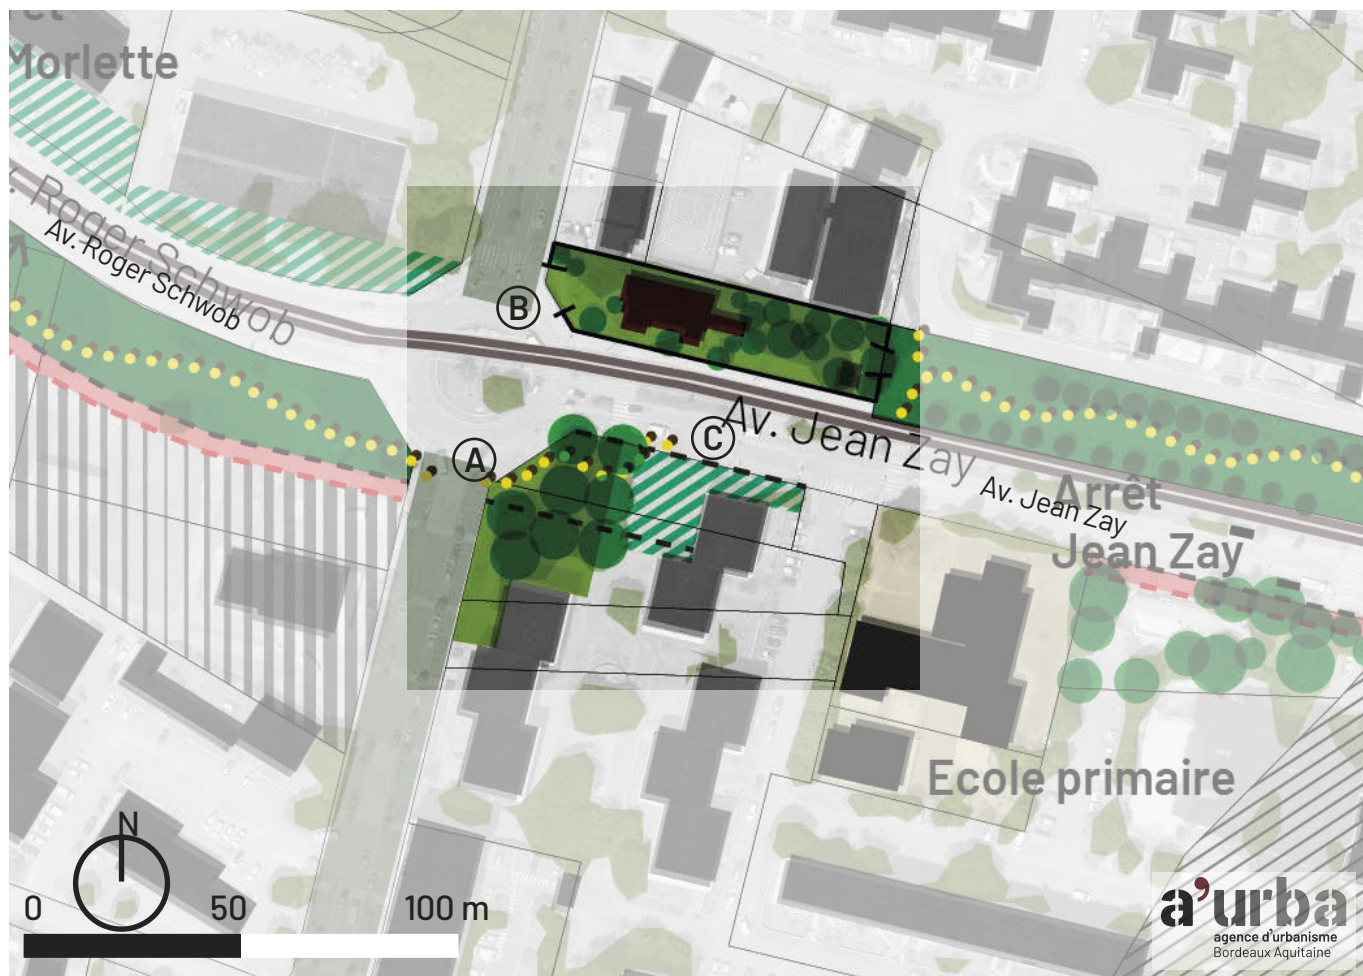 et
Morlette
Av. Roger Schwob
. Roger Schwob
B
A
C
Av. Jean Zay
Av. Jean Zay
Arrêt
Jean Zay
Ecole primaire
N
0 50 100 m
a'urba
agence d'urbanisme
Bordeaux Aquitaine